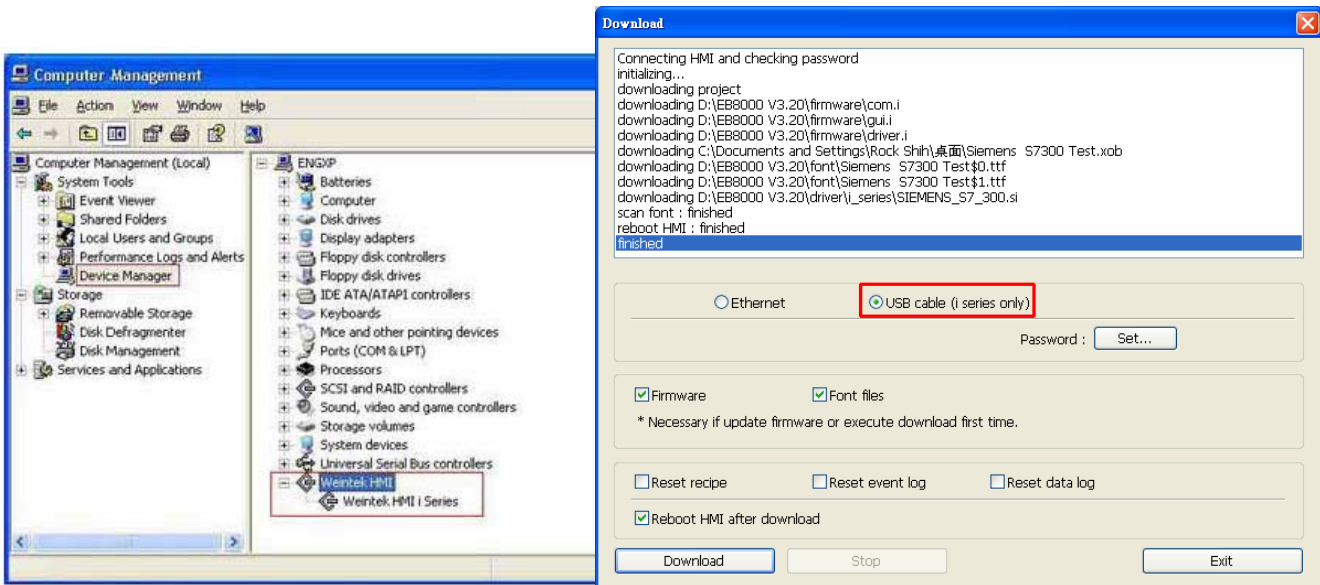 Computer Management
File Action View Window Help
Computer Management (Local)
System Tools
Event Viewer
Shared Folders
Local Users and Groups
Performance Logs and Alerts
Device Manager
Storage
Removable Storage
Disk Defragmenter
Disk Management
Services and Applications
ENGXP
Batteries
Computer
Disk drives
Display adapters
Floppy disk controllers
Floppy disk drives
IDE ATA/ATAPI controllers
Keyboards
Mice and other pointing devices
Ports (COM & LPT)
Processors
SCSI and RAID controllers
Sound, video and game controllers
Storage volumes
System devices
Universal Serial Bus controllers
Weintek HMI
Weintek HMI i Series
Download
Connecting HMI and checking password
initializing...
downloading project
downloading D:\EB8000 V3.20\firmware\com.i
downloading D:\EB8000 V3.20\firmware\gui.i
downloading D:\EB8000 V3.20\firmware\driver.i
downloading C:\Documents and Settings\Rock Shih\桌面\Siemens S7300 Test.xob
downloading D:\EB8000 V3.20\font\Siemens S7300 Test$0.ttf
downloading D:\EB8000 V3.20\font\Siemens S7300 Test$1.ttf
downloading D:\EB8000 V3.20\driver\i_series\SIEMENS_S7_300.si
scan font : finished
reboot HMI : finished
finished
Ethernet USB cable (i series only)
Password : Set...
Firmware Font files
* Necessary if update firmware or execute download first time.
Reset recipe Reset event log Reset data log
Reboot HMI after download
Download Stop Exit